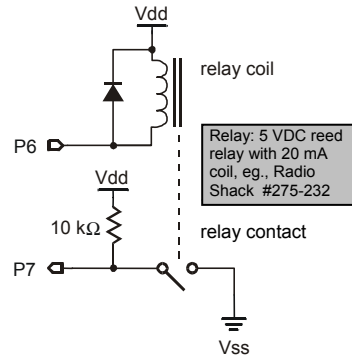 Vdd
relay coil
P6
Relay: 5 VDC reed
relay with 20 mA
coil, eg., Radio
Shack #275-232
Vdd
10 kΩ
relay contact
P7
Vss